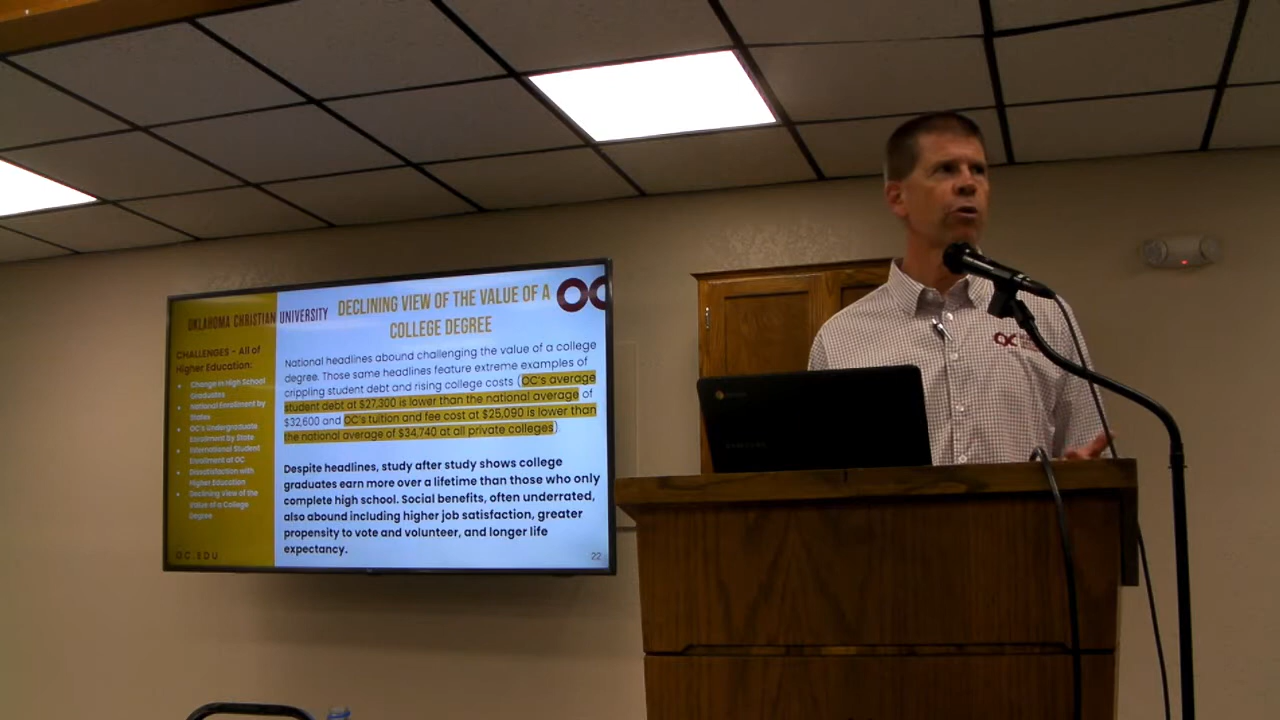 OKLAHOMA CHRISTIAN UNIVERSITY
CHALLENGES - All of
Higher Education:
• Change in High School
Graduates
• National Enrollment by
States
• OC's Undergraduate
Enrollment by State
• International Student
Enrollment at OC
• Dissatisfaction with
Higher Education
• Declining View of the
Value of a College
Degree
OC.EDU
DECLINING VIEW OF THE VALUE OF A
COLLEGE DEGREE
OC
National headlines abound challenging the value of a college
degree. Those same headlines feature extreme examples of
crippling student debt and rising college costs (OC's average
student debt at $27,300 is lower than the national average of
$32,600 and OC's tuition and fee cost at $25,090 is lower than
the national average of $34,740 at all private colleges).
Despite headlines, study after study shows college
graduates earn more over a lifetime than those who only
complete high school. Social benefits, often underrated,
also abound including higher job satisfaction, greater
propensity to vote and volunteer, and longer life
expectancy.
22
OC
SAMSUNG